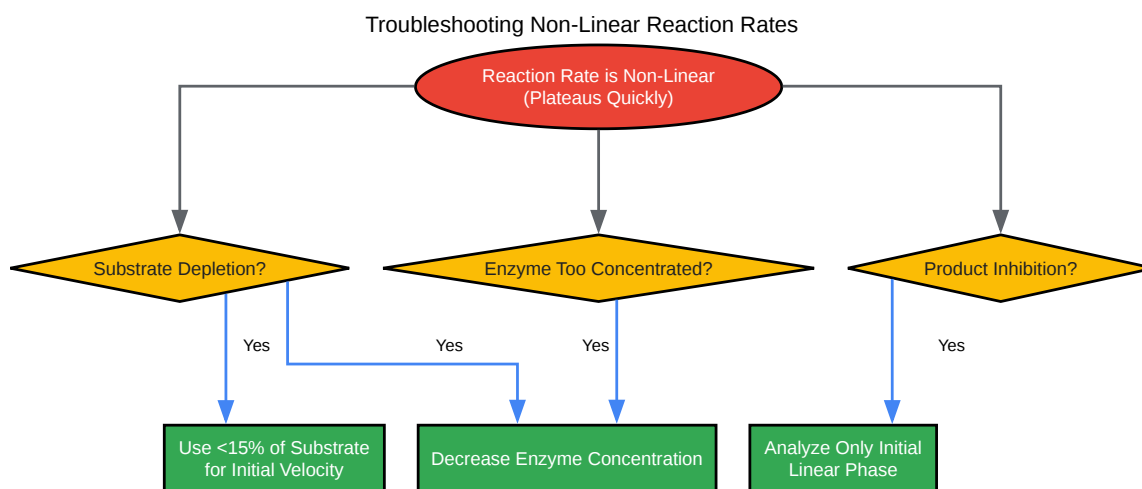 Troubleshooting Non-Linear Reaction Rates
Reaction Rate is Non-Linear
(Plateaus Quickly)
Substrate Depletion?
Enzyme Too Concentrated?
Product Inhibition?
Yes
Yes
Yes
Yes
Use <15% of Substrate
for Initial Velocity
Decrease Enzyme Concentration
Analyze Only Initial
Linear Phase